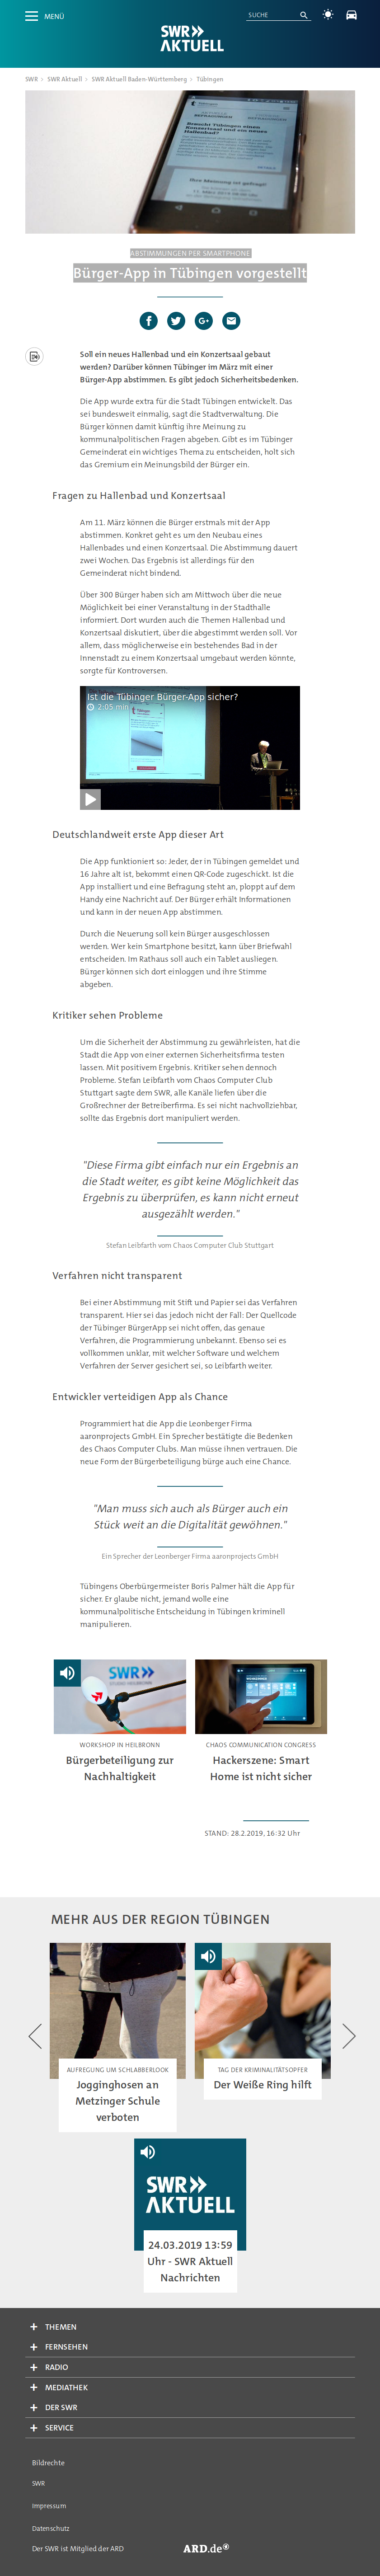 MENÜ
SUCHE
SWR
AKTUELL
SWR > SWR Aktuell > SWR Aktuell Baden-Württemberg > Tübingen
ABSTIMMUNGEN PER SMARTPHONE
Bürger-App in Tübingen vorgestellt
Soll ein neues Hallenbad und ein Konzertsaal gebaut
werden? Darüber können Tübinger im März mit einer
Bürger-App abstimmen. Es gibt jedoch Sicherheitsbedenken.
Die App wurde extra für die Stadt Tübingen entwickelt. Das
sei bundesweit einmalig, sagt die Stadtverwaltung. Die
Bürger können damit künftig ihre Meinung zu
kommunalpolitischen Fragen abgeben. Gibt es im Tübinger
Gemeinderat ein wichtiges Thema zu entscheiden, holt sich
das Gremium ein Meinungsbild der Bürger ein.
Fragen zu Hallenbad und Konzertsaal
Am 11. März können die Bürger erstmals mit der App
abstimmen. Konkret geht es um den Neubau eines
Hallenbades und einen Konzertsaal. Die Abstimmung dauert
zwei Wochen. Das Ergebnis ist allerdings für den
Gemeinderat nicht bindend.
Über 300 Bürger haben sich am Mittwoch über die neue
Möglichkeit bei einer Veranstaltung in der Stadthalle
informiert. Dort wurden auch die Themen Hallenbad und
Konzertsaal diskutiert, über die abgestimmt werden soll. Vor
allem, dass möglicherweise ein bestehendes Bad in der
Innenstadt zu einem Konzertsaal umgebaut werden könnte,
sorgte für Kontroversen.
Ist die Tübinger Bürger-App sicher?
2:05 min
Deutschlandweit erste App dieser Art
Die App funktioniert so: Jeder, der in Tübingen gemeldet und
16 Jahre alt ist, bekommt einen QR-Code zugeschickt. Ist die
App installiert und eine Befragung steht an, ploppt auf dem
Handy eine Nachricht auf. Der Bürger erhält Informationen
und kann in der neuen App abstimmen.
Durch die Neuerung soll kein Bürger ausgeschlossen
werden. Wer kein Smartphone besitzt, kann über Briefwahl
entscheiden. Im Rathaus soll auch ein Tablet ausliegen.
Bürger können sich dort einloggen und ihre Stimme
abgeben.
Kritiker sehen Probleme
Um die Sicherheit der Abstimmung zu gewährleisten, hat die
Stadt die App von einer externen Sicherheitsfirma testen
lassen. Mit positivem Ergebnis. Kritiker sehen dennoch
Probleme. Stefan Leibfarth vom Chaos Computer Club
Stuttgart sagte dem SWR, alle Kanäle liefen über die
Großrechner der Betreiberfirma. Es sei nicht nachvollziehbar,
sollte das Ergebnis dort manipuliert werden.
"Diese Firma gibt einfach nur ein Ergebnis an
die Stadt weiter, es gibt keine Möglichkeit das
Ergebnis zu überprüfen, es kann nicht erneut
ausgezählt werden."
Stefan Leibfarth vom Chaos Computer Club Stuttgart
Verfahren nicht transparent
Bei einer Abstimmung mit Stift und Papier sei das Verfahren
transparent. Hier sei das jedoch nicht der Fall: Der Quellcode
der Tübinger BürgerApp sei nicht offen, das genaue
Verfahren, die Programmierung unbekannt. Ebenso sei es
vollkommen unklar, mit welcher Software und welchem
Verfahren der Server gesichert sei, so Leibfarth weiter.
Entwickler verteidigen App als Chance
Programmiert hat die App die Leonberger Firma
aaronprojects GmbH. Ein Sprecher bestätigte die Bedenken
des Chaos Computer Clubs. Man müsse ihnen vertrauen. Die
neue Form der Bürgerbeteiligung bürge auch eine Chance.
"Man muss sich auch als Bürger auch ein
Stück weit an die Digitalität gewöhnen."
Ein Sprecher der Leonberger Firma aaronprojects GmbH
Tübingens Oberbürgermeister Boris Palmer hält die App für
sicher. Er glaube nicht, jemand wolle eine
kommunalpolitische Entscheidung in Tübingen kriminell
manipulieren.
SWR
WORKSHOP IN HEILBRONN
Bürgerbeteiligung zur
Nachhaltigkeit
CHAOS COMMUNICATION CONGRESS
Hackerszene: Smart
Home ist nicht sicher
STAND: 28.2.2019, 16:32 Uhr
MEHR AUS DER REGION TÜBINGEN
AUFREGUNG UM SCHLABBERLOOK
Jogginghosen an
Metzinger Schule
verboten
TAG DER KRIMINALITÄTSOPFER
Der Weiße Ring hilft
SWR
AKTUELL
24.03.2019 13:59
Uhr - SWR Aktuell
Nachrichten
THEMEN
FERNSEHEN
RADIO
MEDIATHEK
DER SWR
SERVICE
Bildrechte
SWR
Impressum
Datenschutz
Der SWR ist Mitglied der ARD
ARD.de